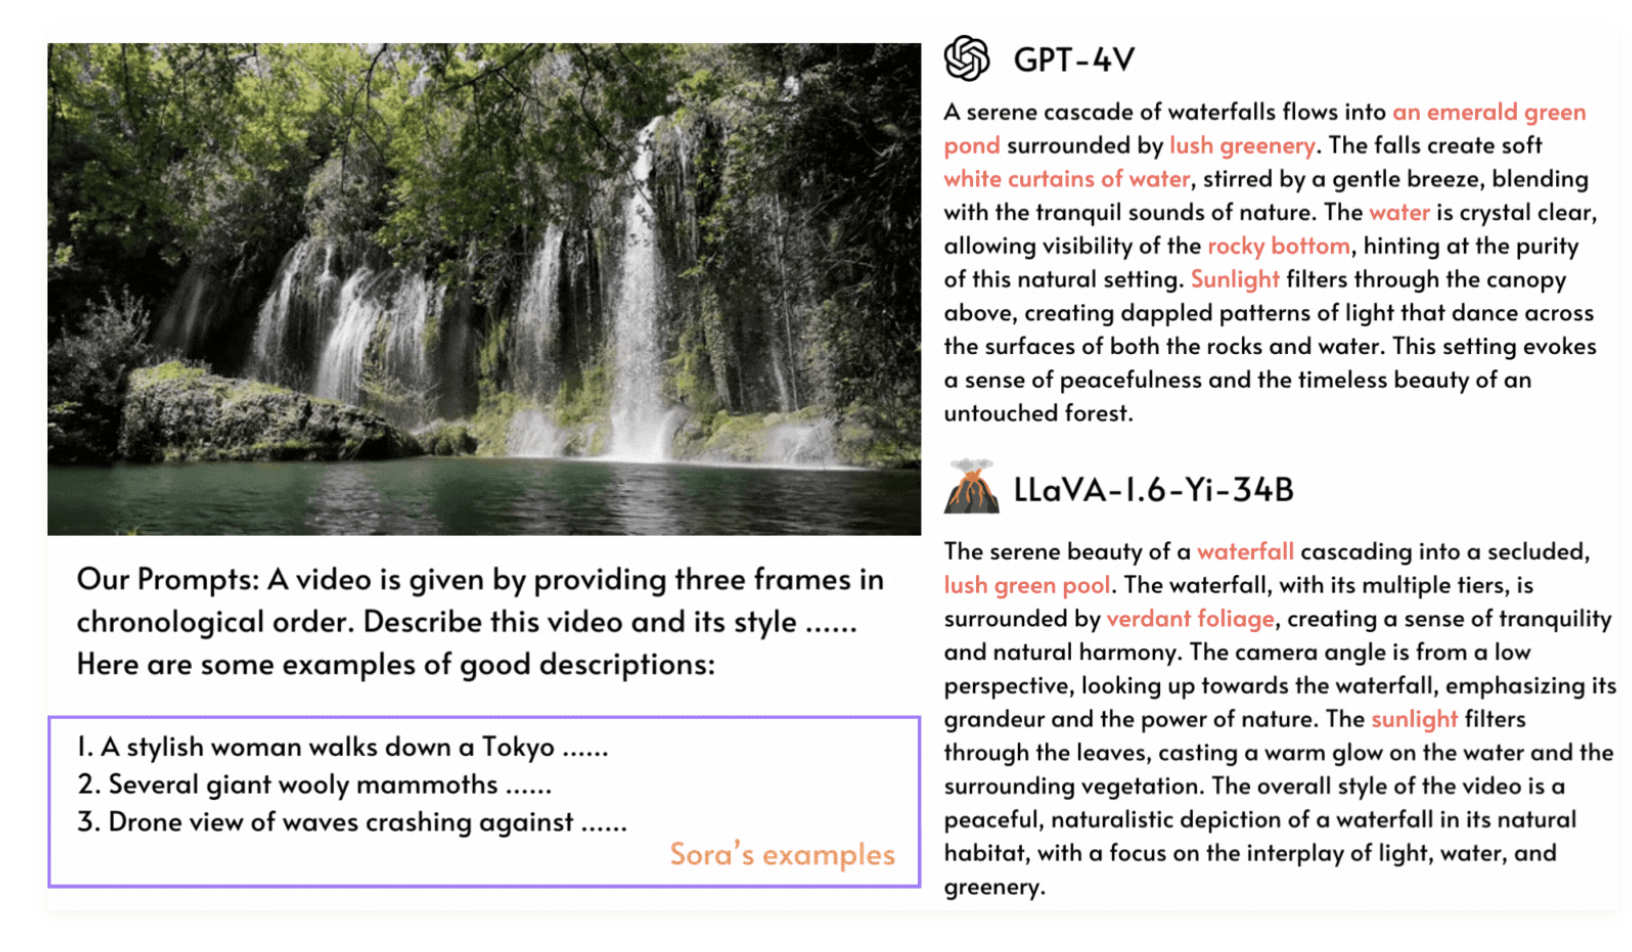 Our Prompts: A video is given by providing three frames in
chronological order. Describe this video and its style ......
Here are some examples of good descriptions:
1. A stylish woman walks down a Tokyo ......
2. Several giant wooly mammoths ......
3. Drone view of waves crashing against ......
Sora's examples
GPT-4V
A serene cascade of waterfalls flows into an emerald green
pond surrounded by lush greenery. The falls create soft
white curtains of water, stirred by a gentle breeze, blending
with the tranquil sounds of nature. The water is crystal clear,
allowing visibility of the rocky bottom, hinting at the purity
of this natural setting. Sunlight filters through the canopy
above, creating dappled patterns of light that dance across
the surfaces of both the rocks and water. This setting evokes
a sense of peacefulness and the timeless beauty of an
untouched forest.
LLaVA-1.6-Yi-34B
The serene beauty of a waterfall cascading into a secluded,
lush green pool. The waterfall, with its multiple tiers, is
surrounded by verdant foliage, creating a sense of tranquility
and natural harmony. The camera angle is from a low
perspective, looking up towards the waterfall, emphasizing its
grandeur and the power of nature. The sunlight filters
through the leaves, casting a warm glow on the water and the
surrounding vegetation. The overall style of the video is a
peaceful, naturalistic depiction of a waterfall in its natural
habitat, with a focus on the interplay of light, water, and
greenery.